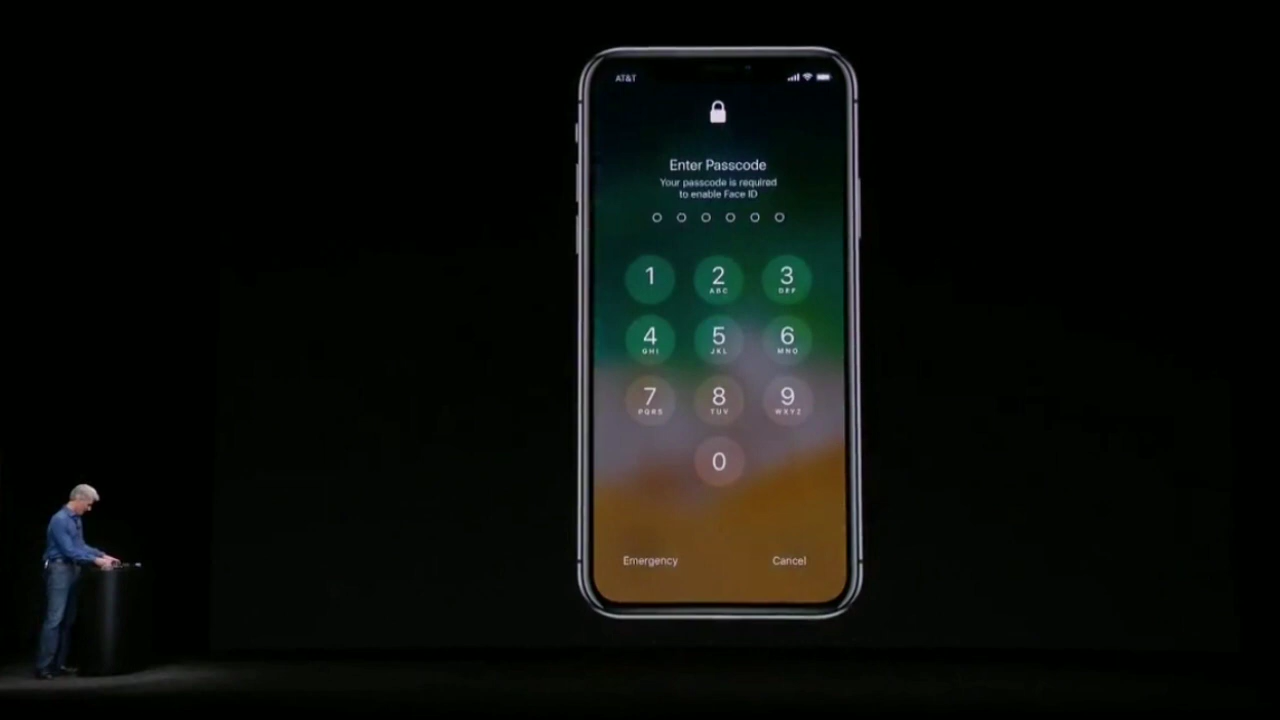 AT&T
Enter Passcode
Your passcode is required
to enable Face ID
1
2
ABC
3
DEF
4
GHI
5
JKL
6
MNO
7
PQRS
8
TUV
9
WXYZ
0
Emergency
Cancel